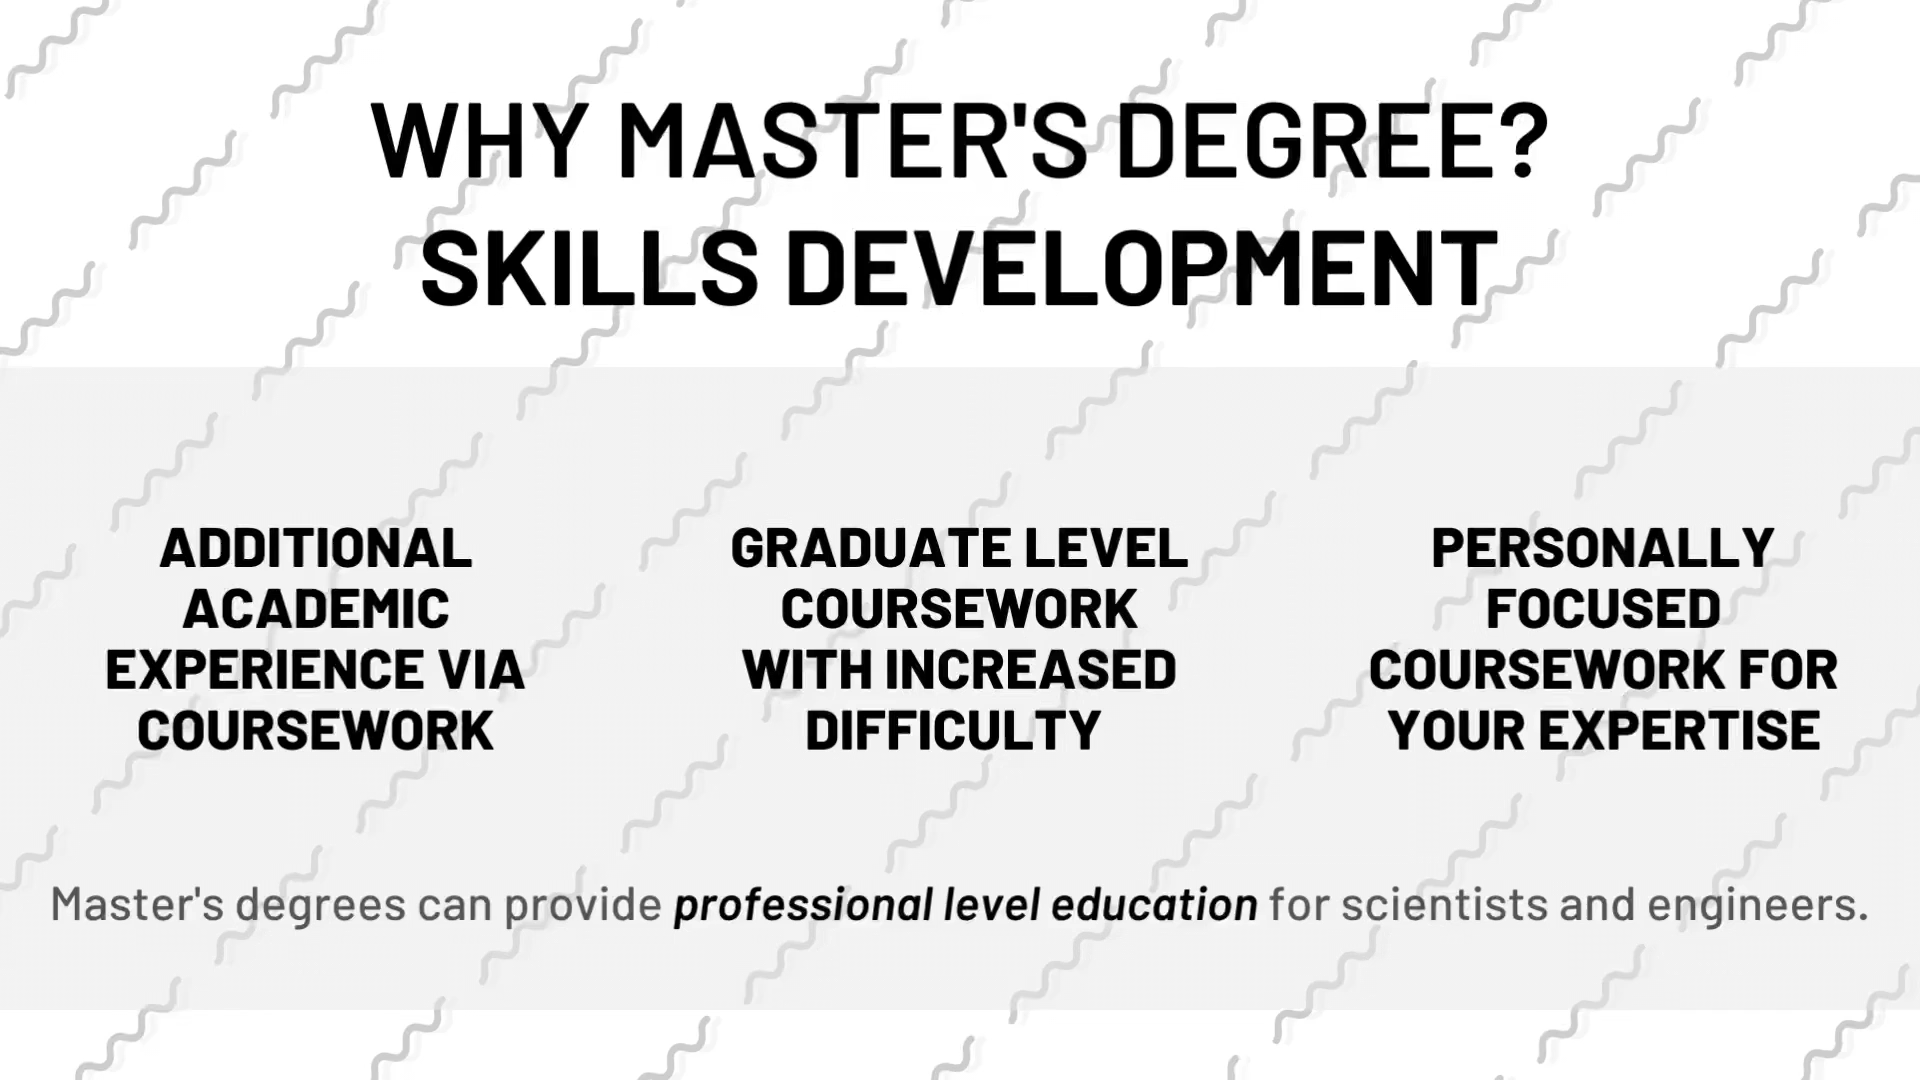 WHY MASTER'S DEGREE?
SKILLS DEVELOPMENT
ADDITIONAL
ACADEMIC
EXPERIENCE VIA
COURSEWORK
GRADUATE LEVEL
COURSEWORK
WITH INCREASED
DIFFICULTY
PERSONALLY
FOCUSED
COURSEWORK FOR
YOUR EXPERTISE
Master's degrees can provide professional level education for scientists and engineers.